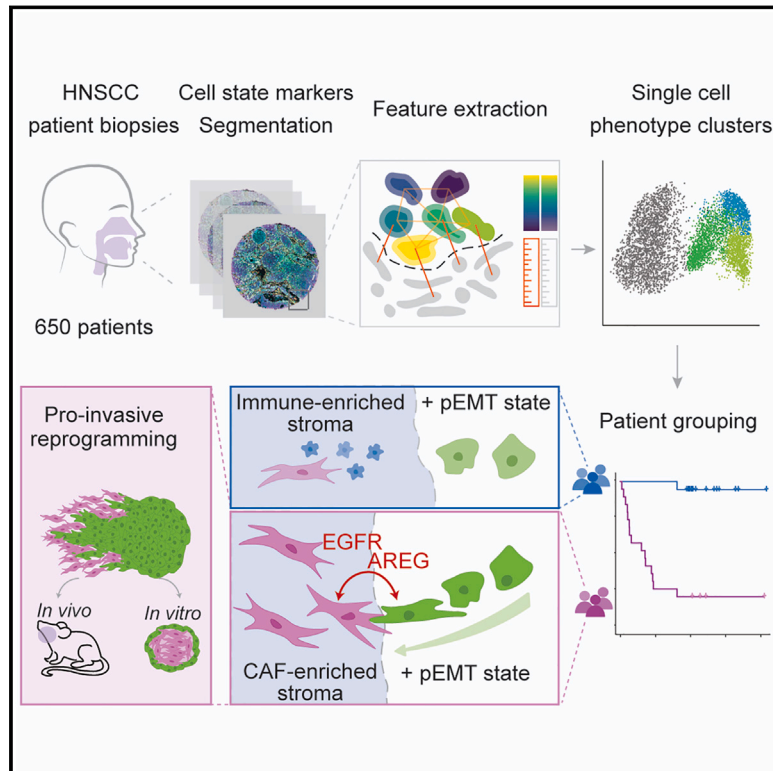 HNSCC
patient biopsies
650 patients
Cell state markers
Segmentation
Feature extraction
Single cell
phenotype clusters
Patient grouping
Immune-enriched
stroma
+ pEMT state
EGFR
AREG
CAF-enriched
stroma
+ pEMT state
Pro-invasive
reprogramming
In vivo
In vitro